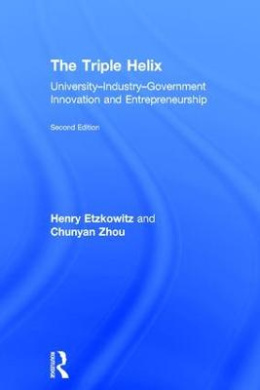 The Triple Helix
University–Industry–Government
Innovation and Entrepreneurship
Second Edition
Henry Etzkowitz and
Chunyan Zhou
ROUTLEDGE